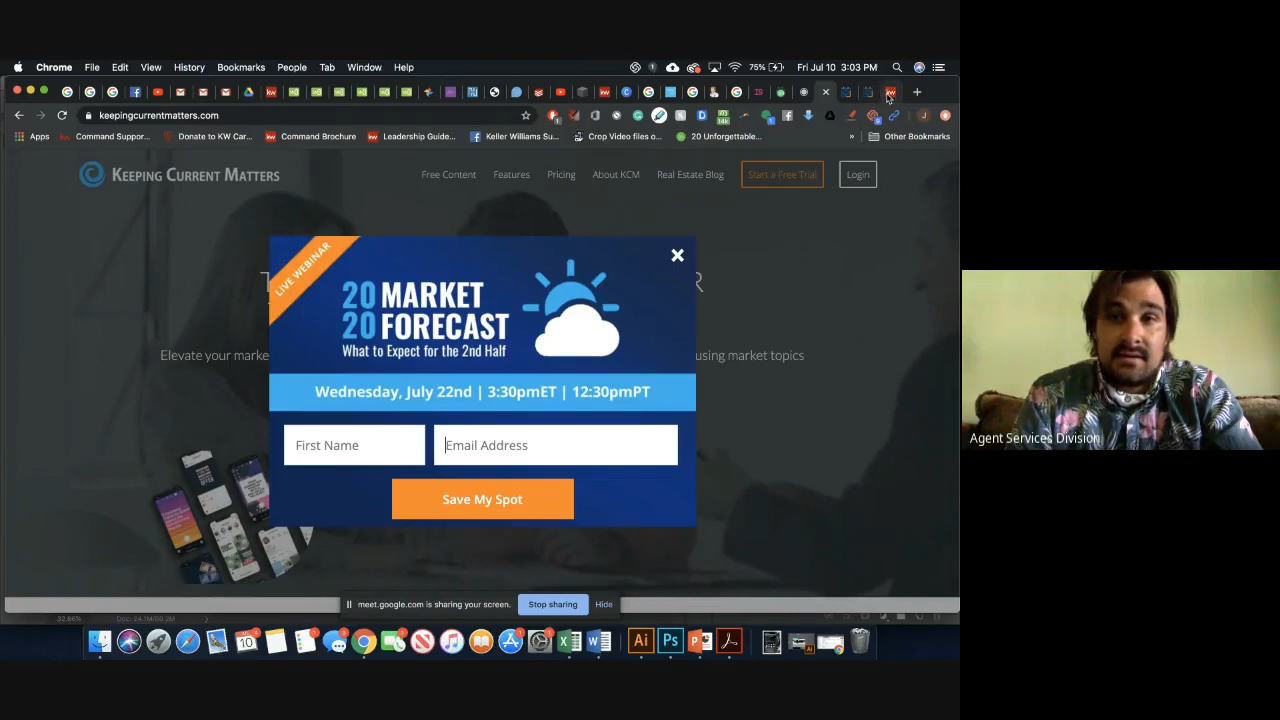 Chrome File Edit View History Bookmarks People Tab Window Help
75% Fri Jul 10 3:03 PM
keepingcurrentmatters.com
Apps Command Suppor... Donate to KW Car... Command Brochure Leadership Guide... Keller Williams Su... Crop Video files o... 20 Unforgettable... » Other Bookmarks
KEEPING CURRENT MATTERS
Free Content Features Pricing About KCM Real Estate Blog Start a Free Trial Login
LIVE WEBINAR
20 MARKET
20 FORECAST
What to Expect for the 2nd Half
Elevate your marke
using market topics
Wednesday, July 22nd | 3:30pmET | 12:30pmPT
First Name Email Address
Save My Spot
Agent Services Division
meet.google.com is sharing your screen. Stop sharing Hide